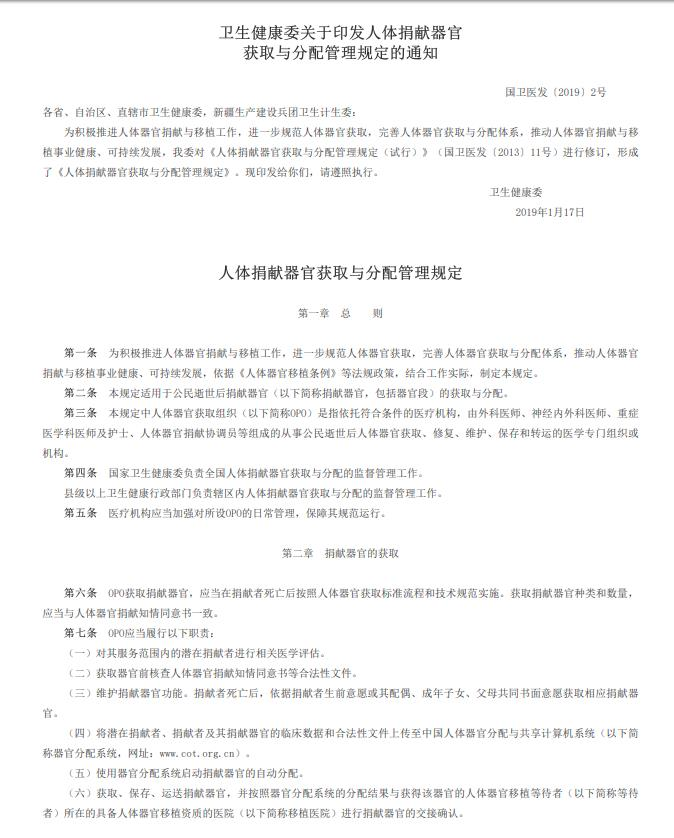 卫生健康委关于印发人体捐献器官
获取与分配管理规定的通知
国卫医发〔2019〕2号
各省、自治区、直辖市卫生健康委，新疆生产建设兵团卫生计生委：
为积极推进人体器官捐献与移植工作，进一步规范人体器官获取，完善人体器官获取与分配体系，推动人体器官捐献与移
植事业健康、可持续发展，我委对《人体捐献器官获取与分配管理规定（试行）》（国卫医发〔2013〕11号）进行修订，形成
了《人体捐献器官获取与分配管理规定》。现印发给你们，请遵照执行。
卫生健康委
2019年1月17日
人体捐献器官获取与分配管理规定
第一章　总　　则
第一条　为积极推进人体器官捐献与移植工作，进一步规范人体器官获取，完善人体器官获取与分配体系，推动人体器官
捐献与移植事业健康、可持续发展，依据《人体器官移植条例》等法规政策，结合工作实际，制定本规定。
第二条　本规定适用于公民逝世后捐献器官（以下简称捐献器官，包括器官段）的获取与分配。
第三条　本规定中人体器官获取组织（以下简称OPO）是指依托符合条件的医疗机构，由外科医师、神经内外科医师、重症
医学科医师及护士、人体器官捐献协调员等组成的从事公民逝世后人体器官获取、修复、维护、保存和转运的医学专门组织或
机构。
第四条　国家卫生健康委负责全国人体捐献器官获取与分配的监督管理工作。
县级以上卫生健康行政部门负责辖区内人体捐献器官获取与分配的监督管理工作。
第五条　医疗机构应当加强对所设OPO的日常管理，保障其规范运行。
第二章　捐献器官的获取
第六条　OPO获取捐献器官，应当在捐献者死亡后按照人体器官获取标准流程和技术规范实施。获取捐献器官种类和数量，
应当与人体器官捐献知情同意书一致。
第七条　OPO应当履行以下职责：
（一）对其服务范围内的潜在捐献者进行相关医学评估。
（二）获取器官前核查人体器官捐献知情同意书等合法性文件。
（三）维护捐献器官功能。捐献者死亡后，依据捐献者生前意愿或其配偶、成年子女、父母共同书面意愿获取相应捐献器
官。
（四）将潜在捐献者、捐献者及其捐献器官的临床数据和合法性文件上传至中国人体器官分配与共享计算机系统（以下简
称器官分配系统，网址：www.cot.org.cn）。
（五）使用器官分配系统启动捐献器官的自动分配。
（六）获取、保存、运送捐献器官，并按照器官分配系统的分配结果与获得该器官的人体器官移植等待者（以下简称等待
者）所在的具备人体器官移植资质的医院（以下简称移植医院）进行捐献器官的交接确认。